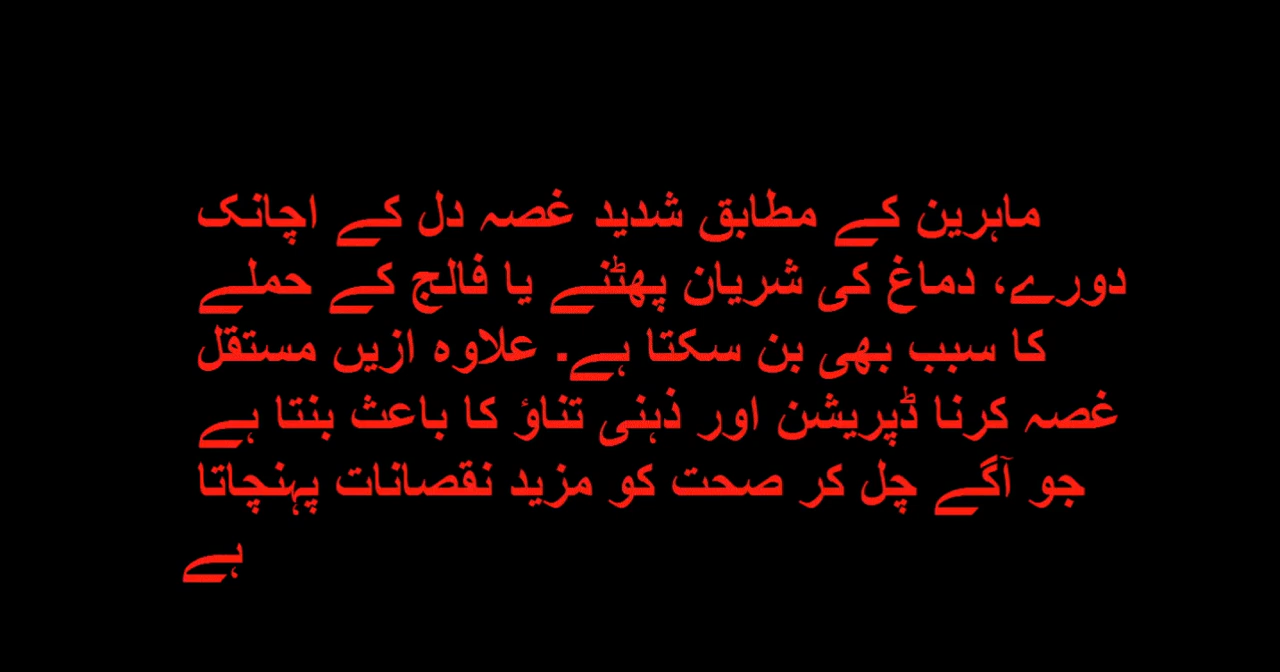 ماہرین کے مطابق شدید غصہ دل کے اچانک
دورے، دماغ کی شریان پھٹنے یا فالج کے حملے
کا سبب بھی بن سکتا ہے۔ علاوہ ازیں مستقل
غصہ کرنا ڈپریشن اور ذہنی تناؤ کا باعث بنتا ہے
جو آگے چل کر صحت کو مزید نقصانات پہنچاتا
ہے